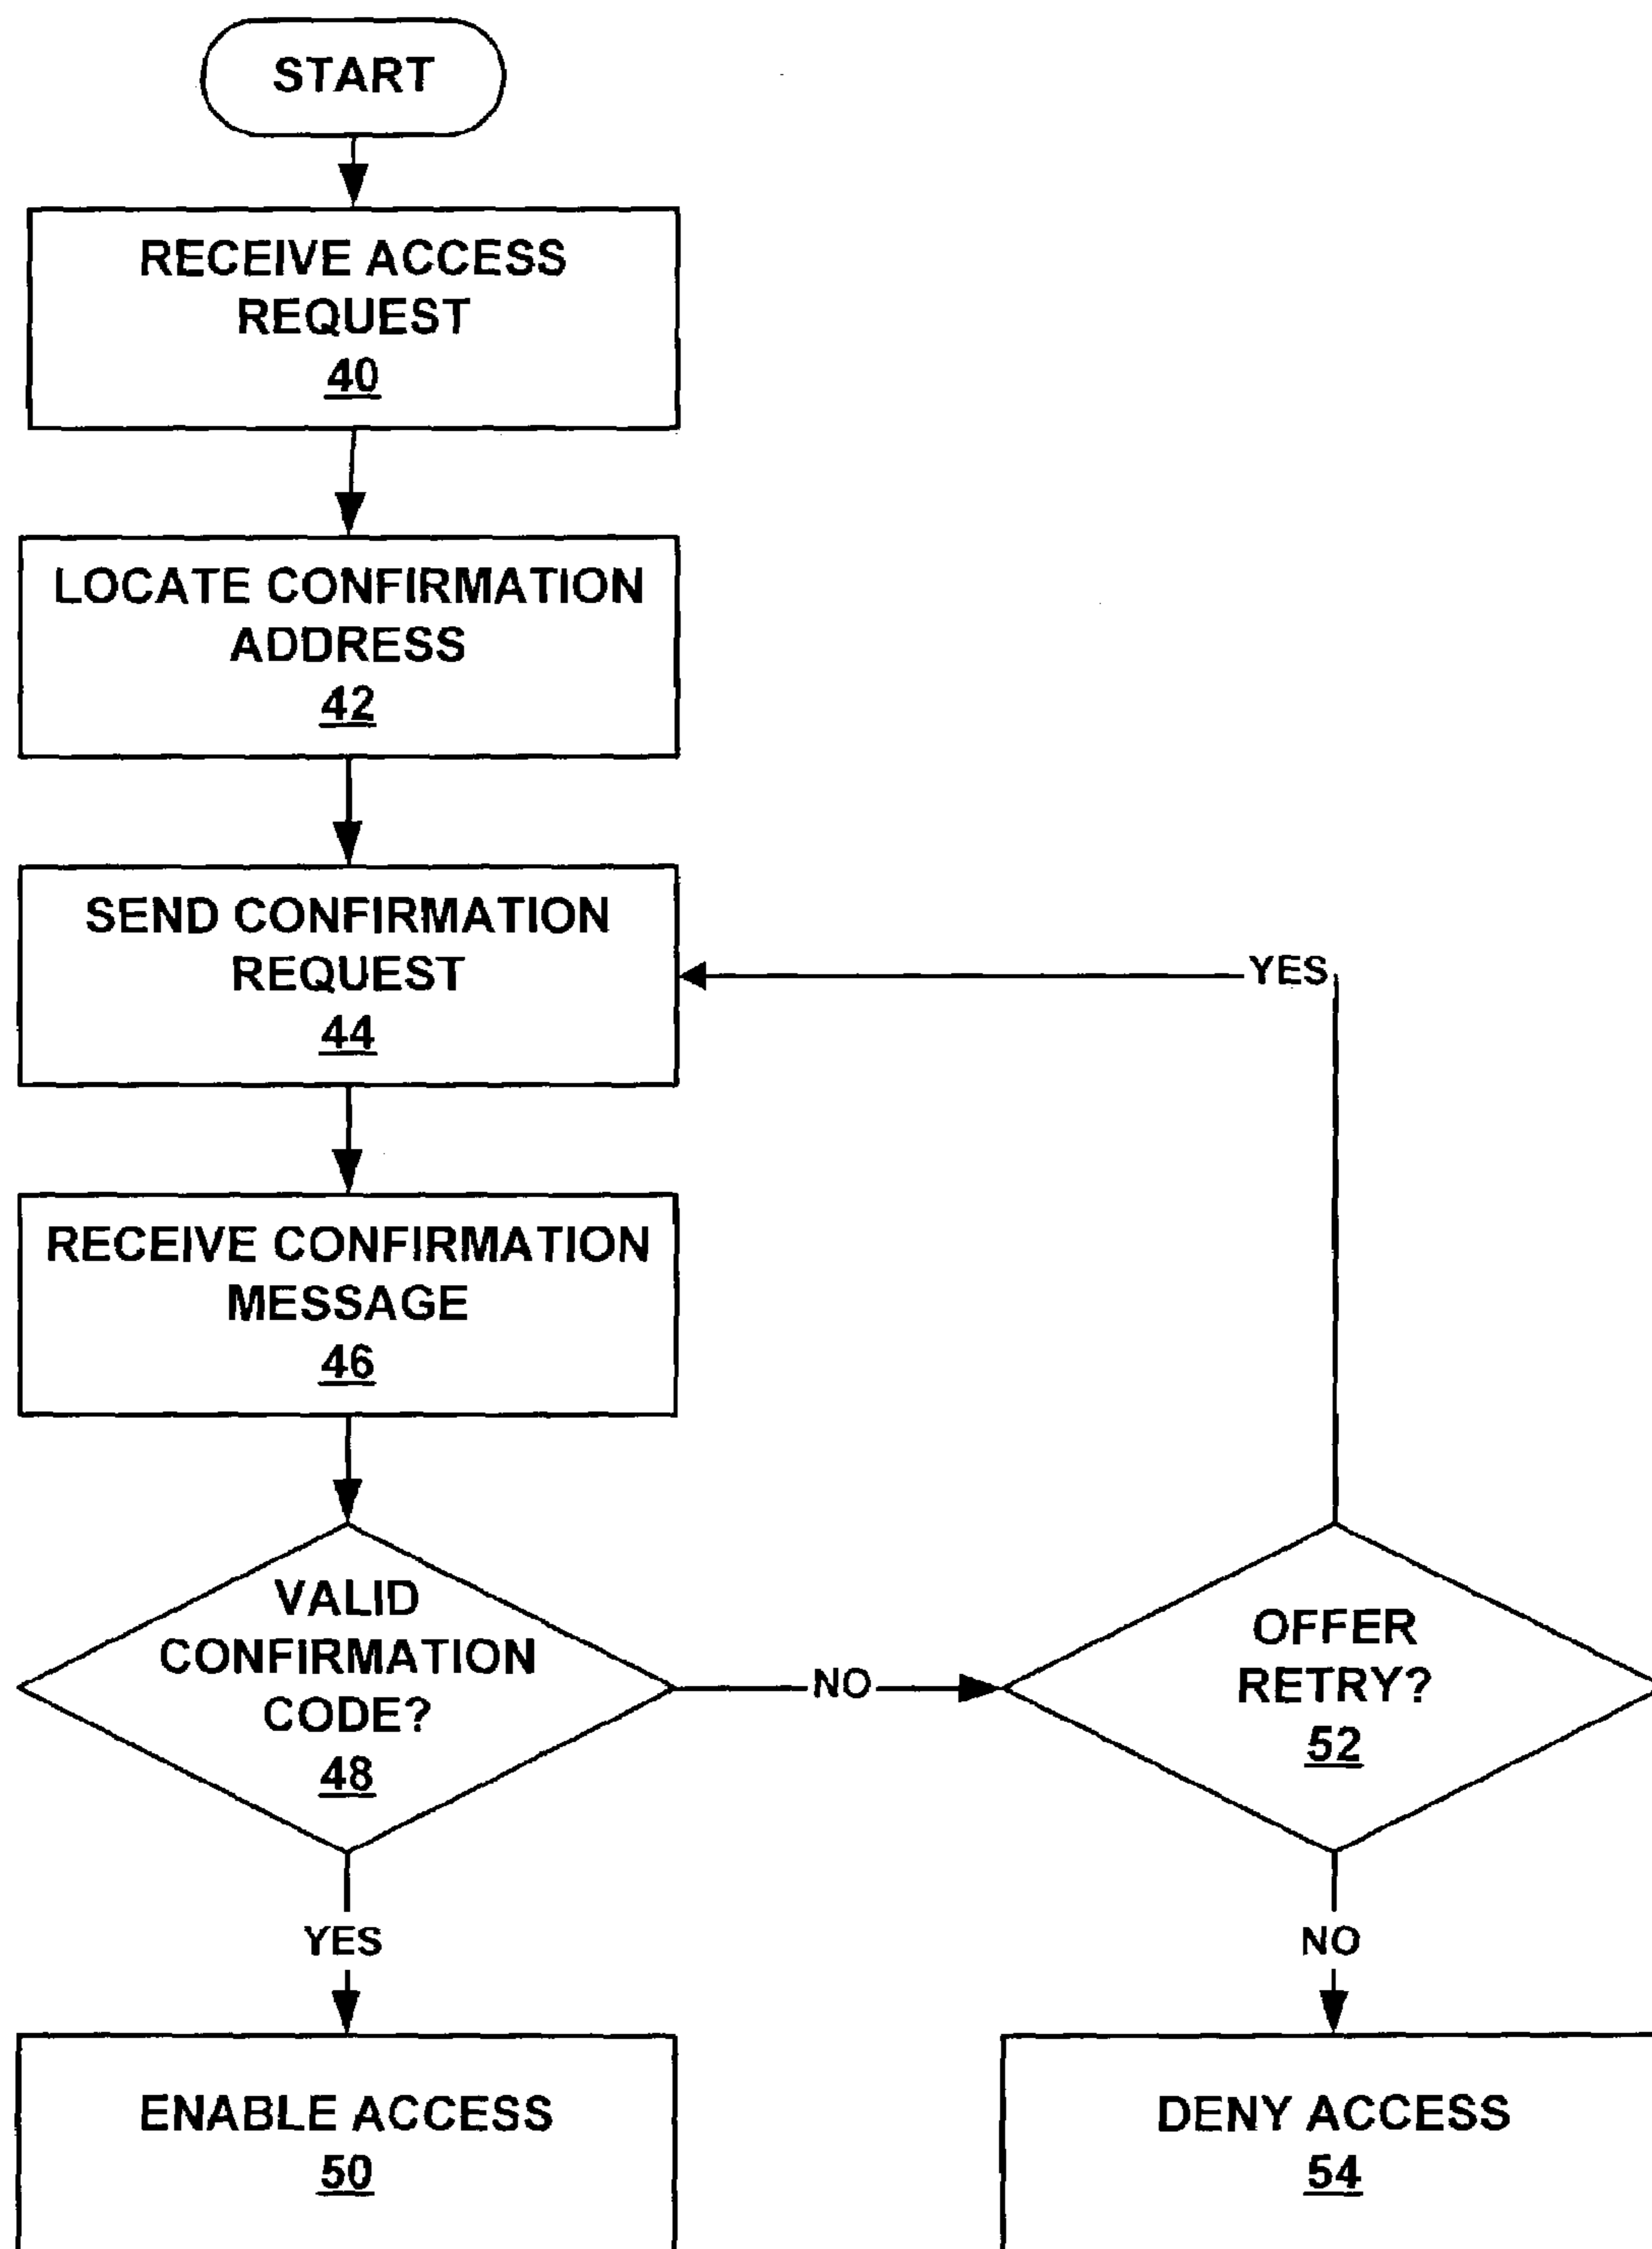 START
RECEIVE ACCESS
REQUEST
40
LOCATE CONFIRMATION
ADDRESS
42
SEND CONFIRMATION
REQUEST
44
YES
RECEIVE CONFIRMATION
MESSAGE
46
VALID
CONFIRMATION
CODE?
48
NO
OFFER
RETRY?
52
YES
NO
ENABLE ACCESS
50
DENY ACCESS
54